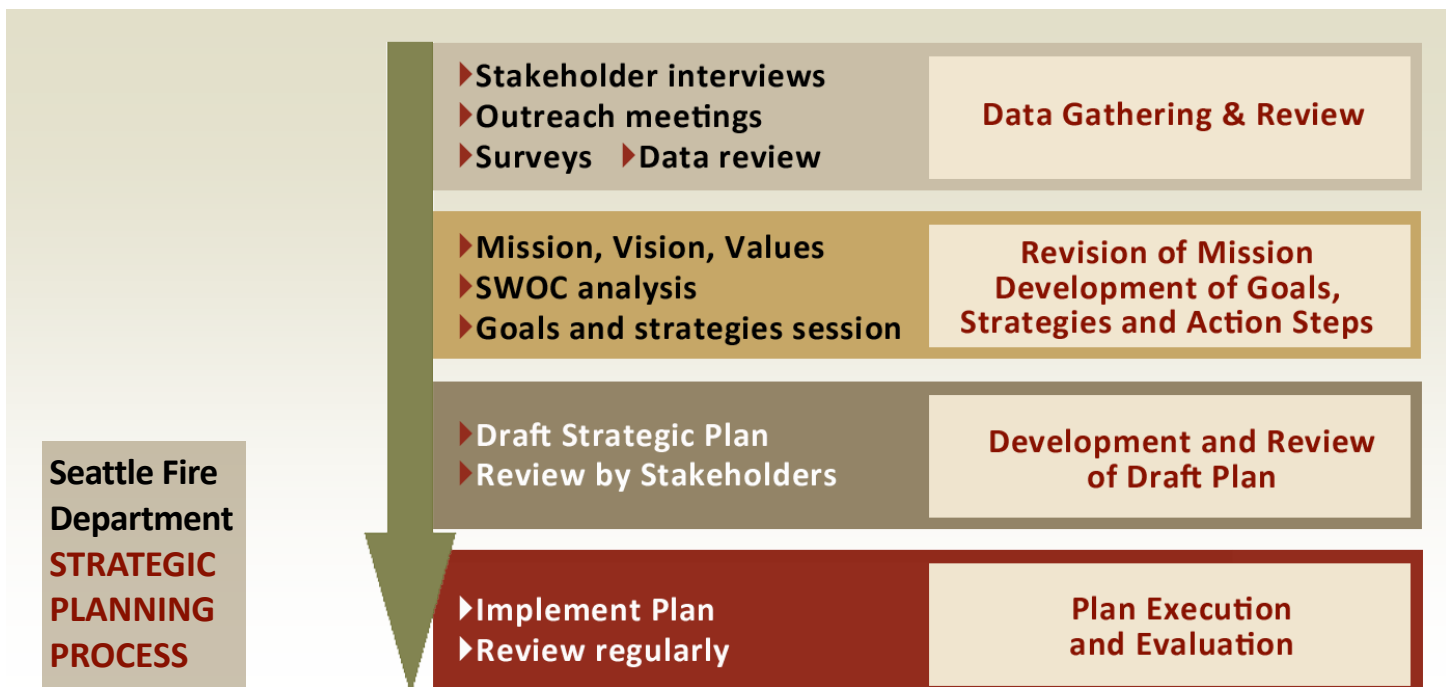 Stakeholder interviews
Outreach meetings
Surveys Data review
Data Gathering & Review
Mission, Vision, Values
SWOC analysis
Goals and strategies session
Revision of Mission
Development of Goals,
Strategies and Action Steps
Draft Strategic Plan
Review by Stakeholders
Development and Review
of Draft Plan
Implement Plan
Review regularly
Plan Execution
and Evaluation
Seattle Fire
Department
STRATEGIC
PLANNING
PROCESS